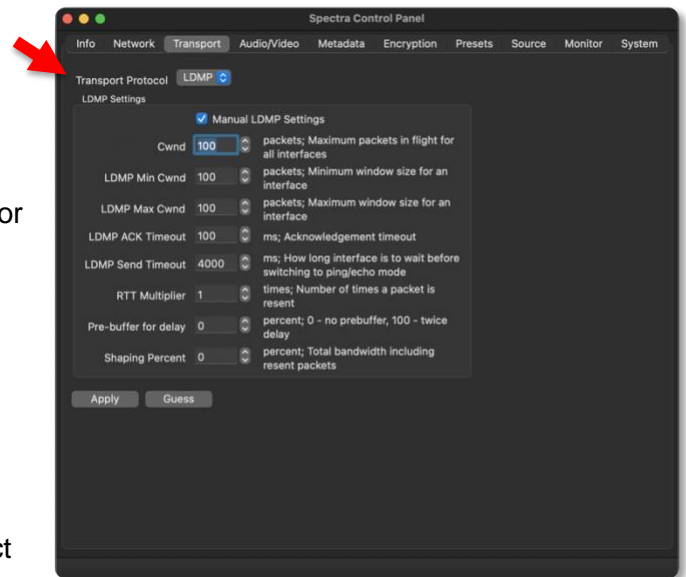 Spectra Control Panel
Info Network Transport Audio/Video Metadata Encryption Presets Source Monitor System
Transport Protocol LDMP
LDMP Settings
Manual LDMP Settings
Cwnd 100 packets; Maximum packets in flight for
all interfaces
LDMP Min Cwnd 100 packets; Minimum window size for an
interface
or
LDMP Max Cwnd 100 packets; Maximum window size for an
interface
LDMP ACK Timeout 100 ms; Acknowledgement timeout
LDMP Send Timeout 4000 ms; How long interface is to wait before
switching to ping/echo mode
RTT Multiplier 1 times; Number of times a packet is
resent
Pre-buffer for delay 0 percent; 0 - no prebuffer, 100 - twice
delay
Shaping Percent 0 percent; Total bandwidth including
resent packets
Apply Guess